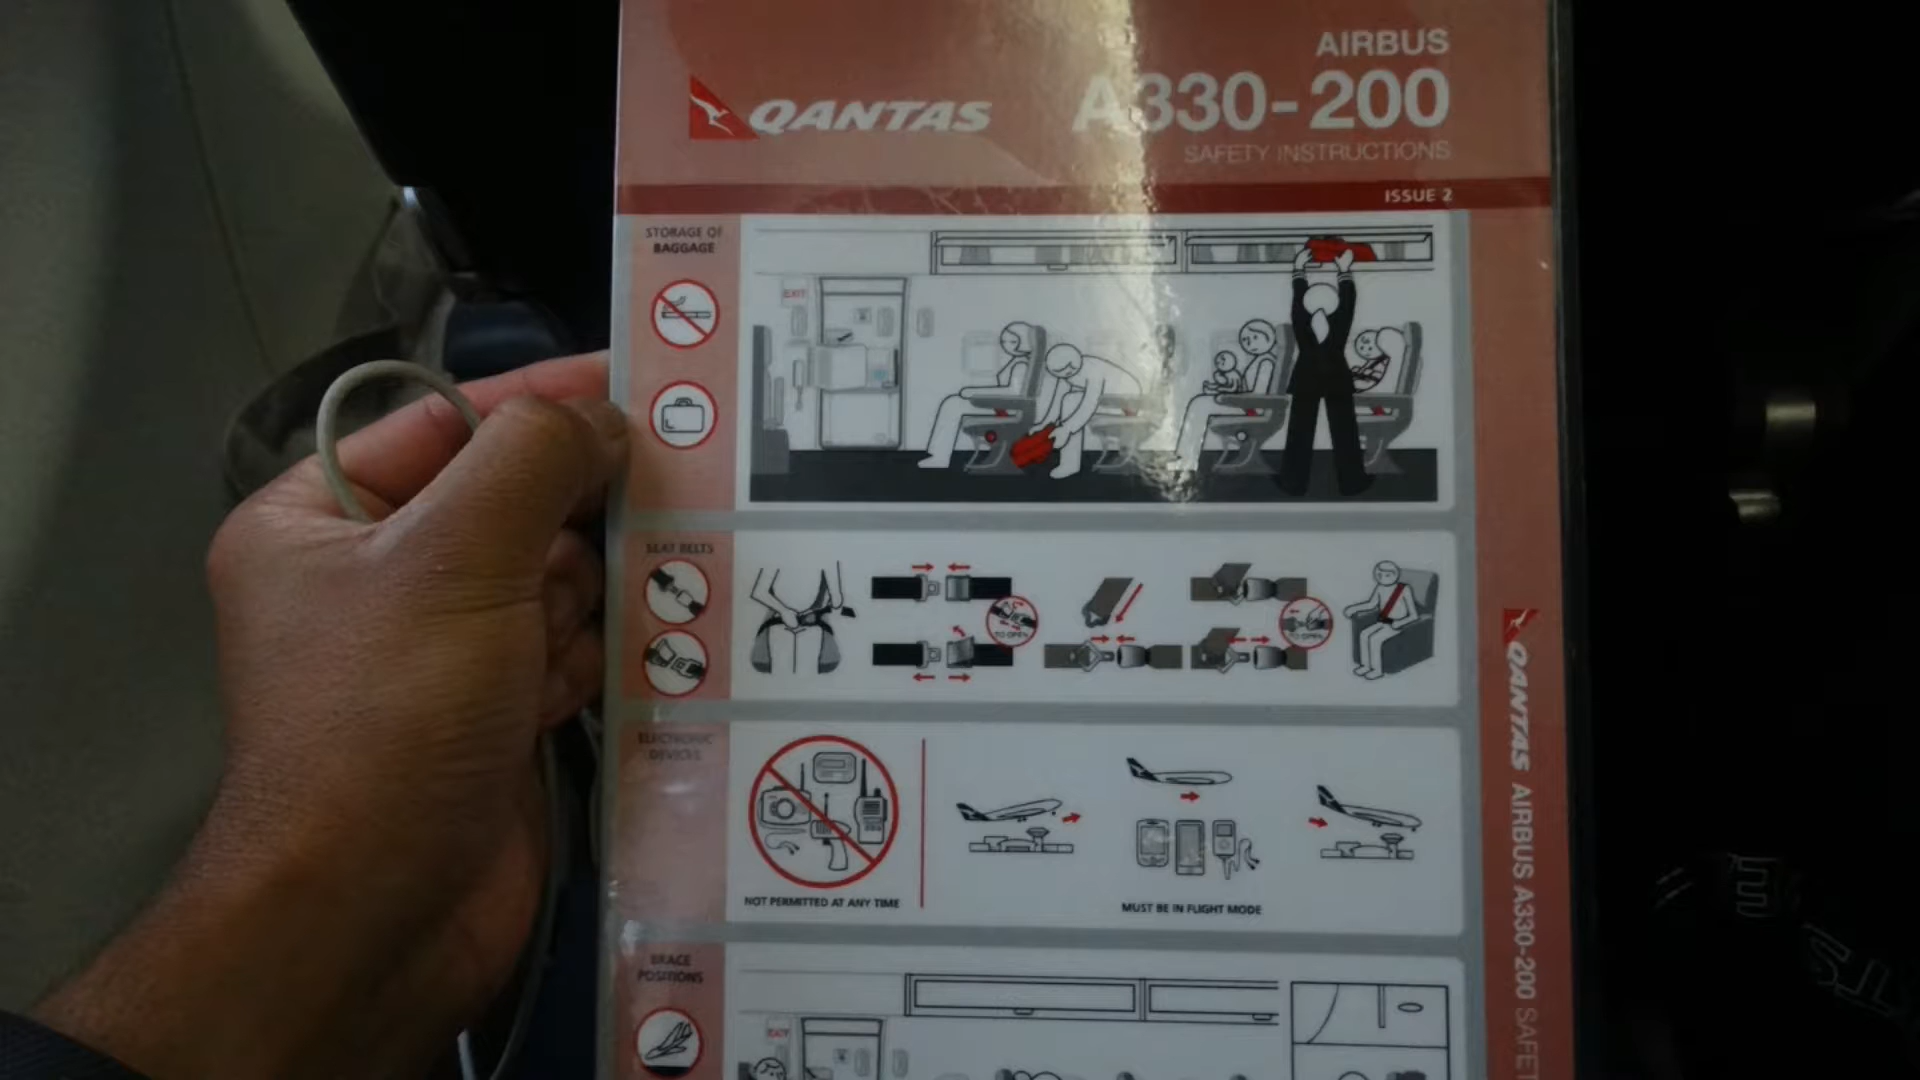 AIRBUS
QANTAS A330-200
SAFETY INSTRUCTIONS
ISSUE 2
STORAGE OF
BAGGAGE
EXIT
SEAT BELTS
TO OPEN
TO OPEN
ELECTRONIC
DEVICES
NOT PERMITTED AT ANY TIME
MUST BE IN FLIGHT MODE
BRACE
POSITIONS
EXIT
QANTAS AIRBUS A330-200 SAFET